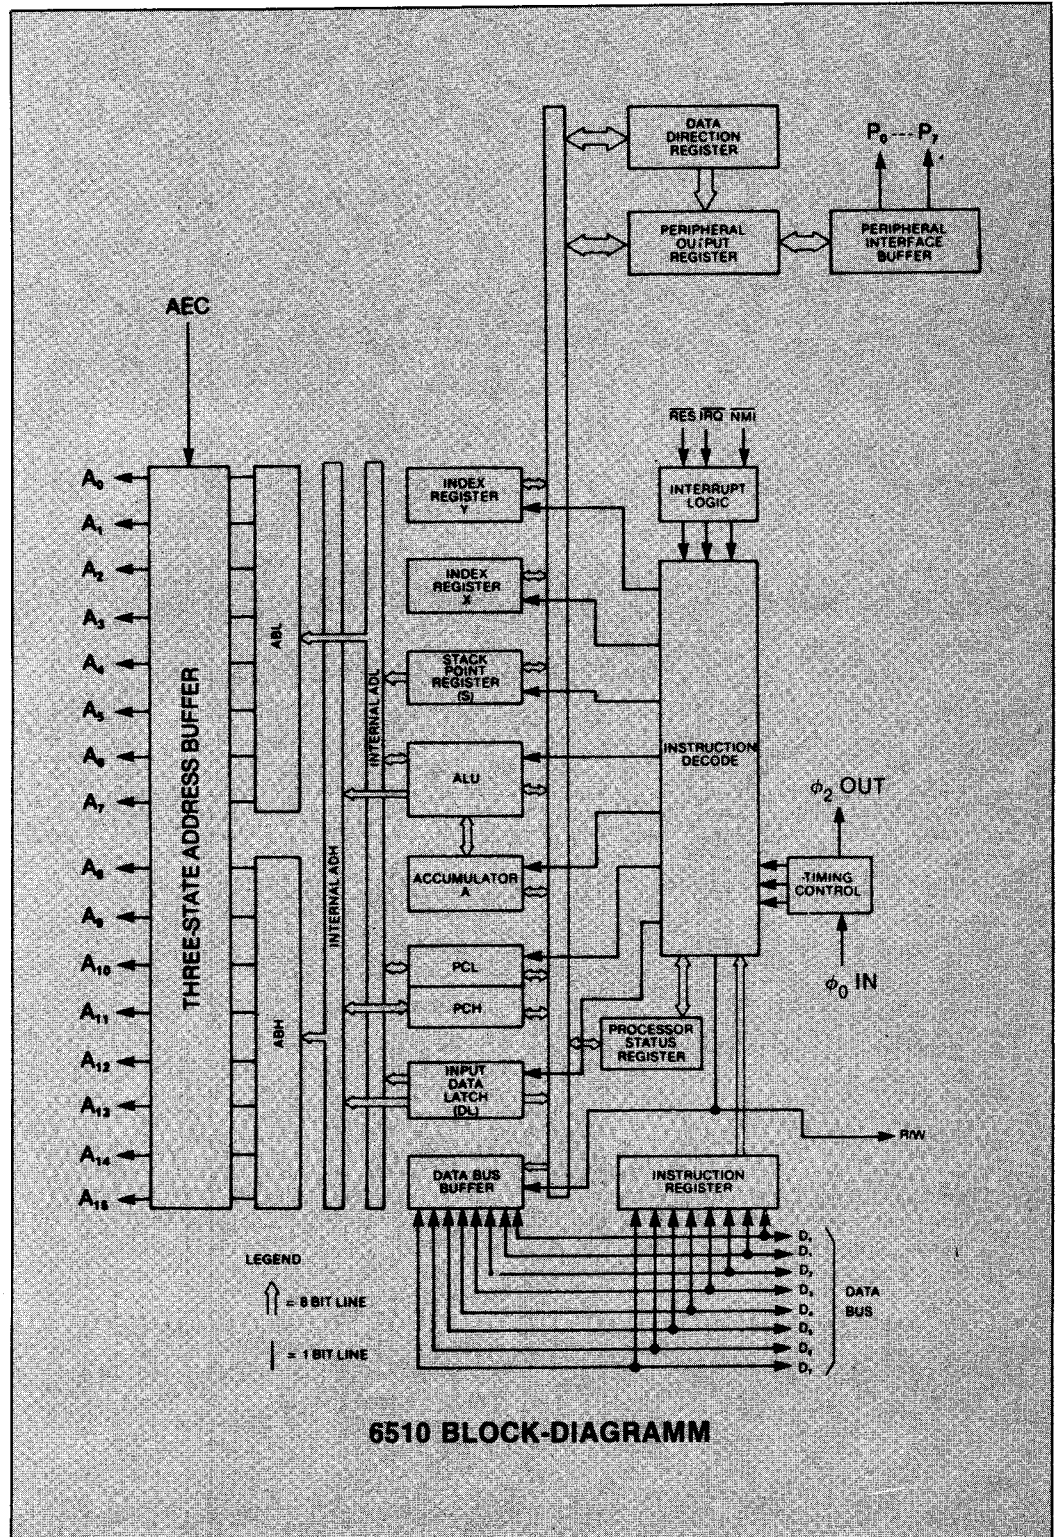 DATA
DIRECTION
REGISTER
P₀ --- P₇
PERIPHERAL
OUTPUT
REGISTER
PERIPHERAL
INTERFACE
BUFFER
AEC
RES IRQ NMI
INTERRUPT
LOGIC
A₀
A₁
A₂
A₃
A₄
A₅
A₆
A₇
A₈
A₉
A₁₀
A₁₁
A₁₂
A₁₃
A₁₄
A₁₅
THREE-STATE ADDRESS BUFFER
ABL
ABH
INTERNAL ADH
INTERNAL ADL
INDEX
REGISTER
Y
INDEX
REGISTER
X
STACK
POINT
REGISTER
(S)
ALU
ACCUMULATOR
A
PCL
PCH
INPUT
DATA
LATCH
(DL)
DATA BUS
BUFFER
INSTRUCTION
DECODE
ϕ₂ OUT
TIMING
CONTROL
ϕ₀ IN
PROCESSOR
STATUS
REGISTER
R/W
INSTRUCTION
REGISTER
D₂
D₃
D₄
D₅
D₆
D₇
DATA
BUS
LEGEND
= 8 BIT LINE
= 1 BIT LINE
6510 BLOCK-DIAGRAMM